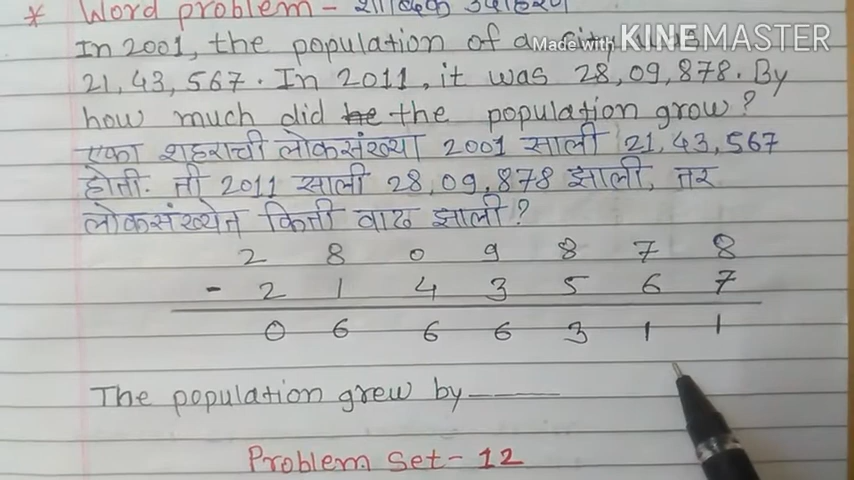 * Word problem - शाब्दिक उदाहरण
In 2001, the population of a city
Made with KINEMASTER
21,43,567. In 2011, it was 28,09,878. By
how much did he the population grow?
एका शहराची लोकसंख्या 2001 साली 21,43,567
होती. ती 2011 साली 28,09,878 झाली, तर
लोकसंख्येत किती वाढ झाली?
2 8 0 9 8 7 8
- 2 1 4 3 5 6 7
0 6 6 6 3 1 1
The population grew by ———
Problem Set - 12